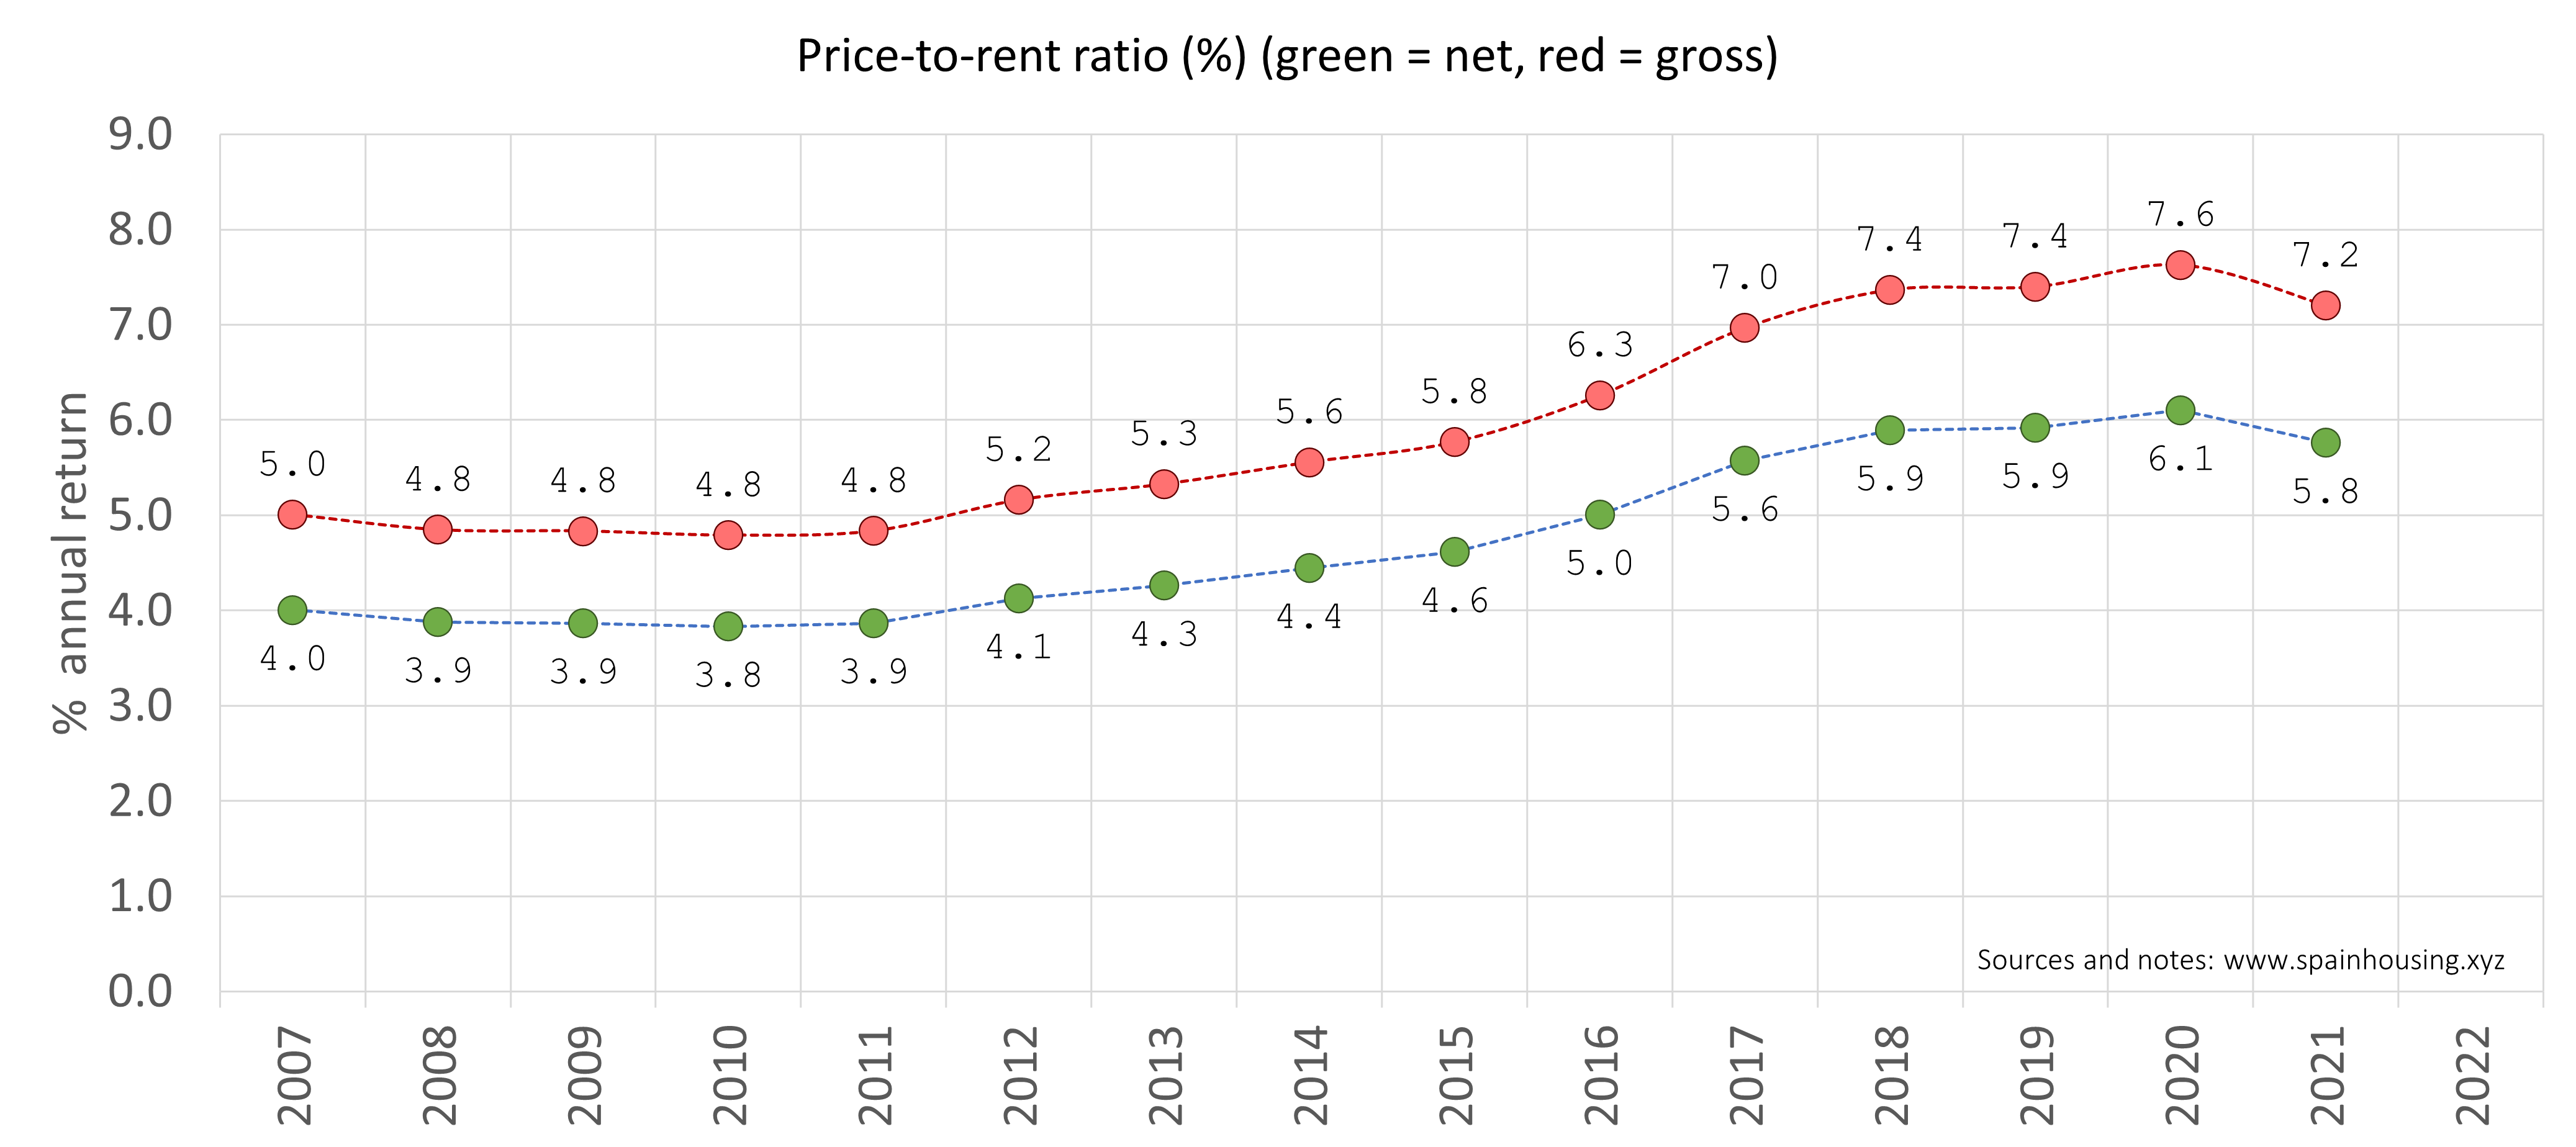 Price-to-rent ratio (%) (green = net, red = gross)
% annual return
9.0
8.0
7.0
6.0
5.0
4.0
3.0
2.0
1.0
0.0
5.0 4.8 4.8 4.8 4.8 5.2 5.3 5.6 5.8 6.3 7.0 7.4 7.4 7.6 7.2
4.0 3.9 3.9 3.8 3.9 4.1 4.3 4.4 4.6 5.0 5.6 5.9 5.9 6.1 5.8
Sources and notes: www.spainhousing.xyz
2007 2008 2009 2010 2011 2012 2013 2014 2015 2016 2017 2018 2019 2020 2021 2022